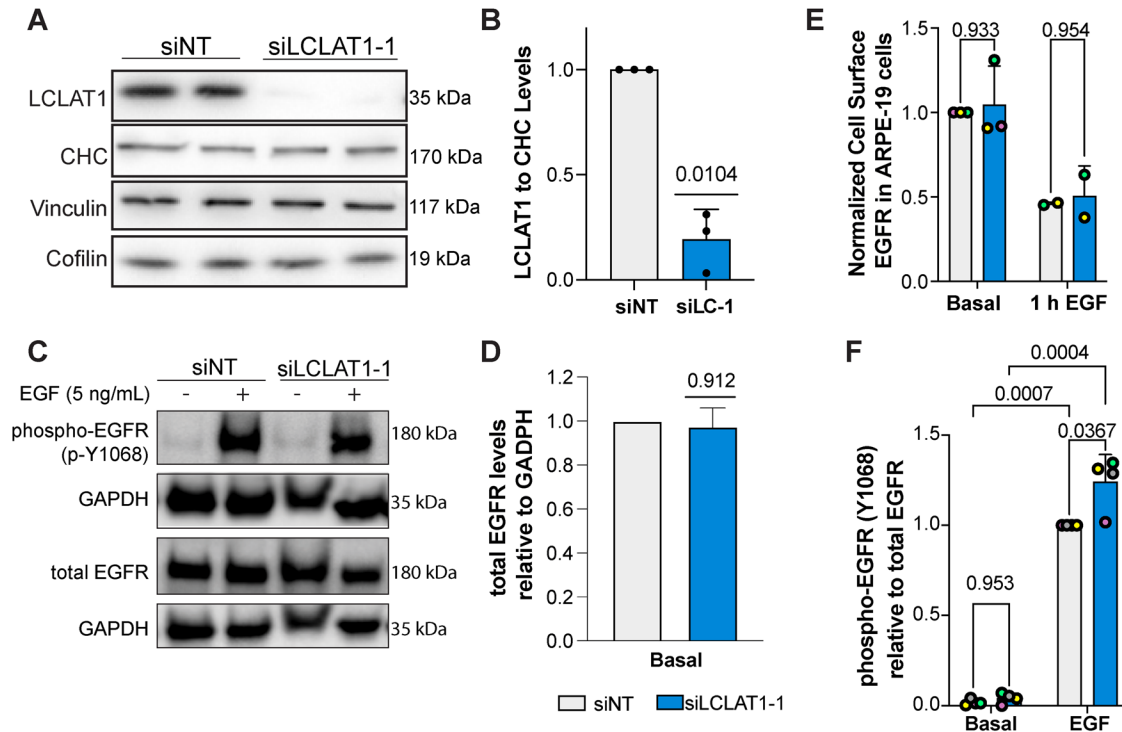 A
siNT siLCLAT1-1
LCLAT1 35 kDa
CHC 170 kDa
Vinculin 117 kDa
Cofilin 19 kDa
B
LCLAT1 to CHC Levels
1.0
0.5
0.0
0.0104
siNT siLC-1
E
Normalized Cell Surface
EGFR in ARPE-19 cells
1.5
1.0
0.5
0.0
0.933 0.954
Basal 1 h EGF
C
siNT siLCLAT1-1
EGF (5 ng/mL) - + - +
phospho-EGFR
(p-Y1068)
180 kDa
GAPDH 35 kDa
total EGFR 180 kDa
GAPDH 35 kDa
D
total EGFR levels
relative to GADPH
1.2
1.0
0.8
0.6
0.4
0.2
0.0
0.912
Basal
siNT siLCLAT1-1
F
phospho-EGFR (Y1068)
relative to total EGFR
1.5
1.0
0.5
0.0
0.0004
0.0007
0.0367
0.953
Basal EGF